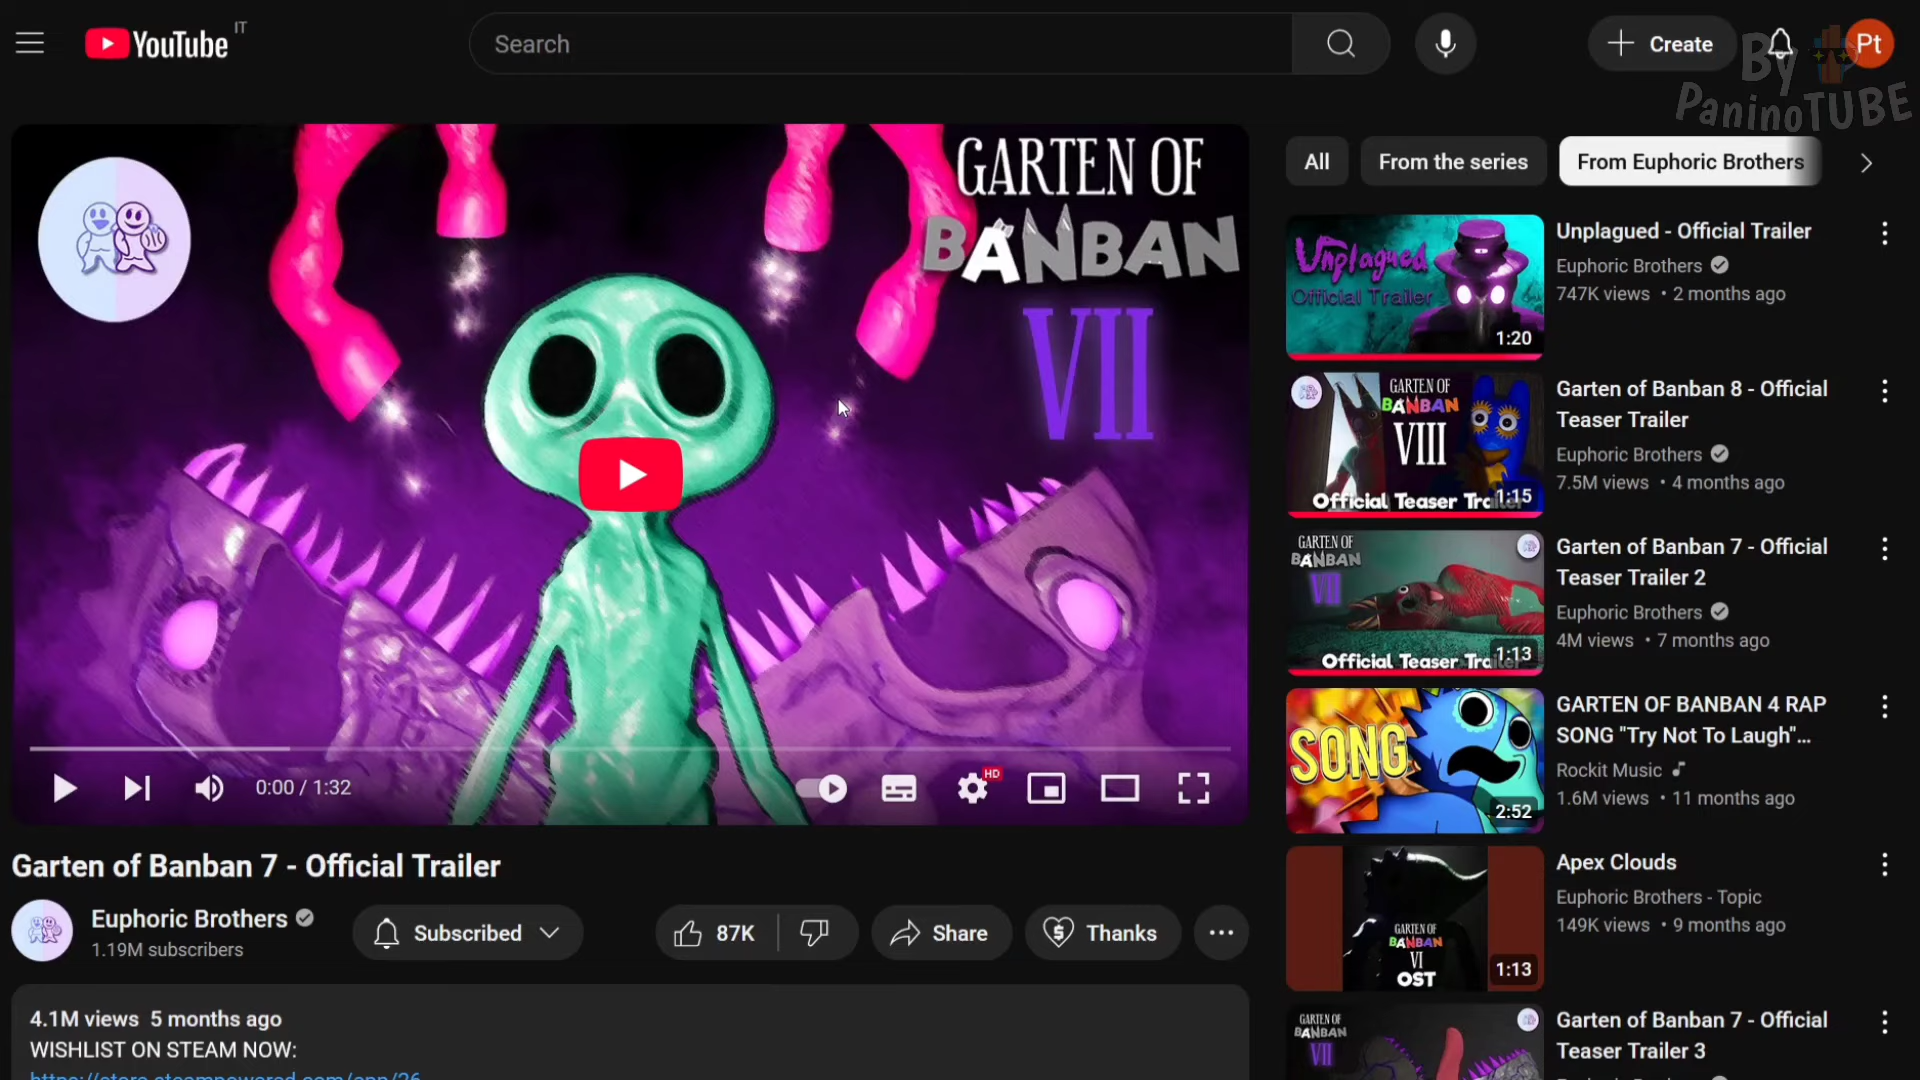 YouTube IT
Search
Create
Pt
By
PaninoTUBE
GARTEN OF
BANBAN
VII
0:00 / 1:32
HD
Garten of Banban 7 - Official Trailer
Euphoric Brothers
1.19M subscribers
Subscribed
87K
Share
Thanks
4.1M views 5 months ago
WISHLIST ON STEAM NOW:
All
From the series
From Euphoric Brothers
Unplagued
Official Trailer
1:20
Unplagued - Official Trailer
Euphoric Brothers
747K views • 2 months ago
GARTEN OF
BANBAN
VIII
Official Teaser
1:15
Garten of Banban 8 - Official
Teaser Trailer
Euphoric Brothers
7.5M views • 4 months ago
GARTEN OF
BANBAN
VII
Official Teaser
1:13
Garten of Banban 7 - Official
Teaser Trailer 2
Euphoric Brothers
4M views • 7 months ago
SONG
2:52
GARTEN OF BANBAN 4 RAP
SONG "Try Not To Laugh"...
Rockit Music
1.6M views • 11 months ago
GARTEN OF
BANBAN
VI
OST
1:13
Apex Clouds
Euphoric Brothers - Topic
149K views • 9 months ago
GARTEN OF
BANBAN
VII
Garten of Banban 7 - Official
Teaser Trailer 3